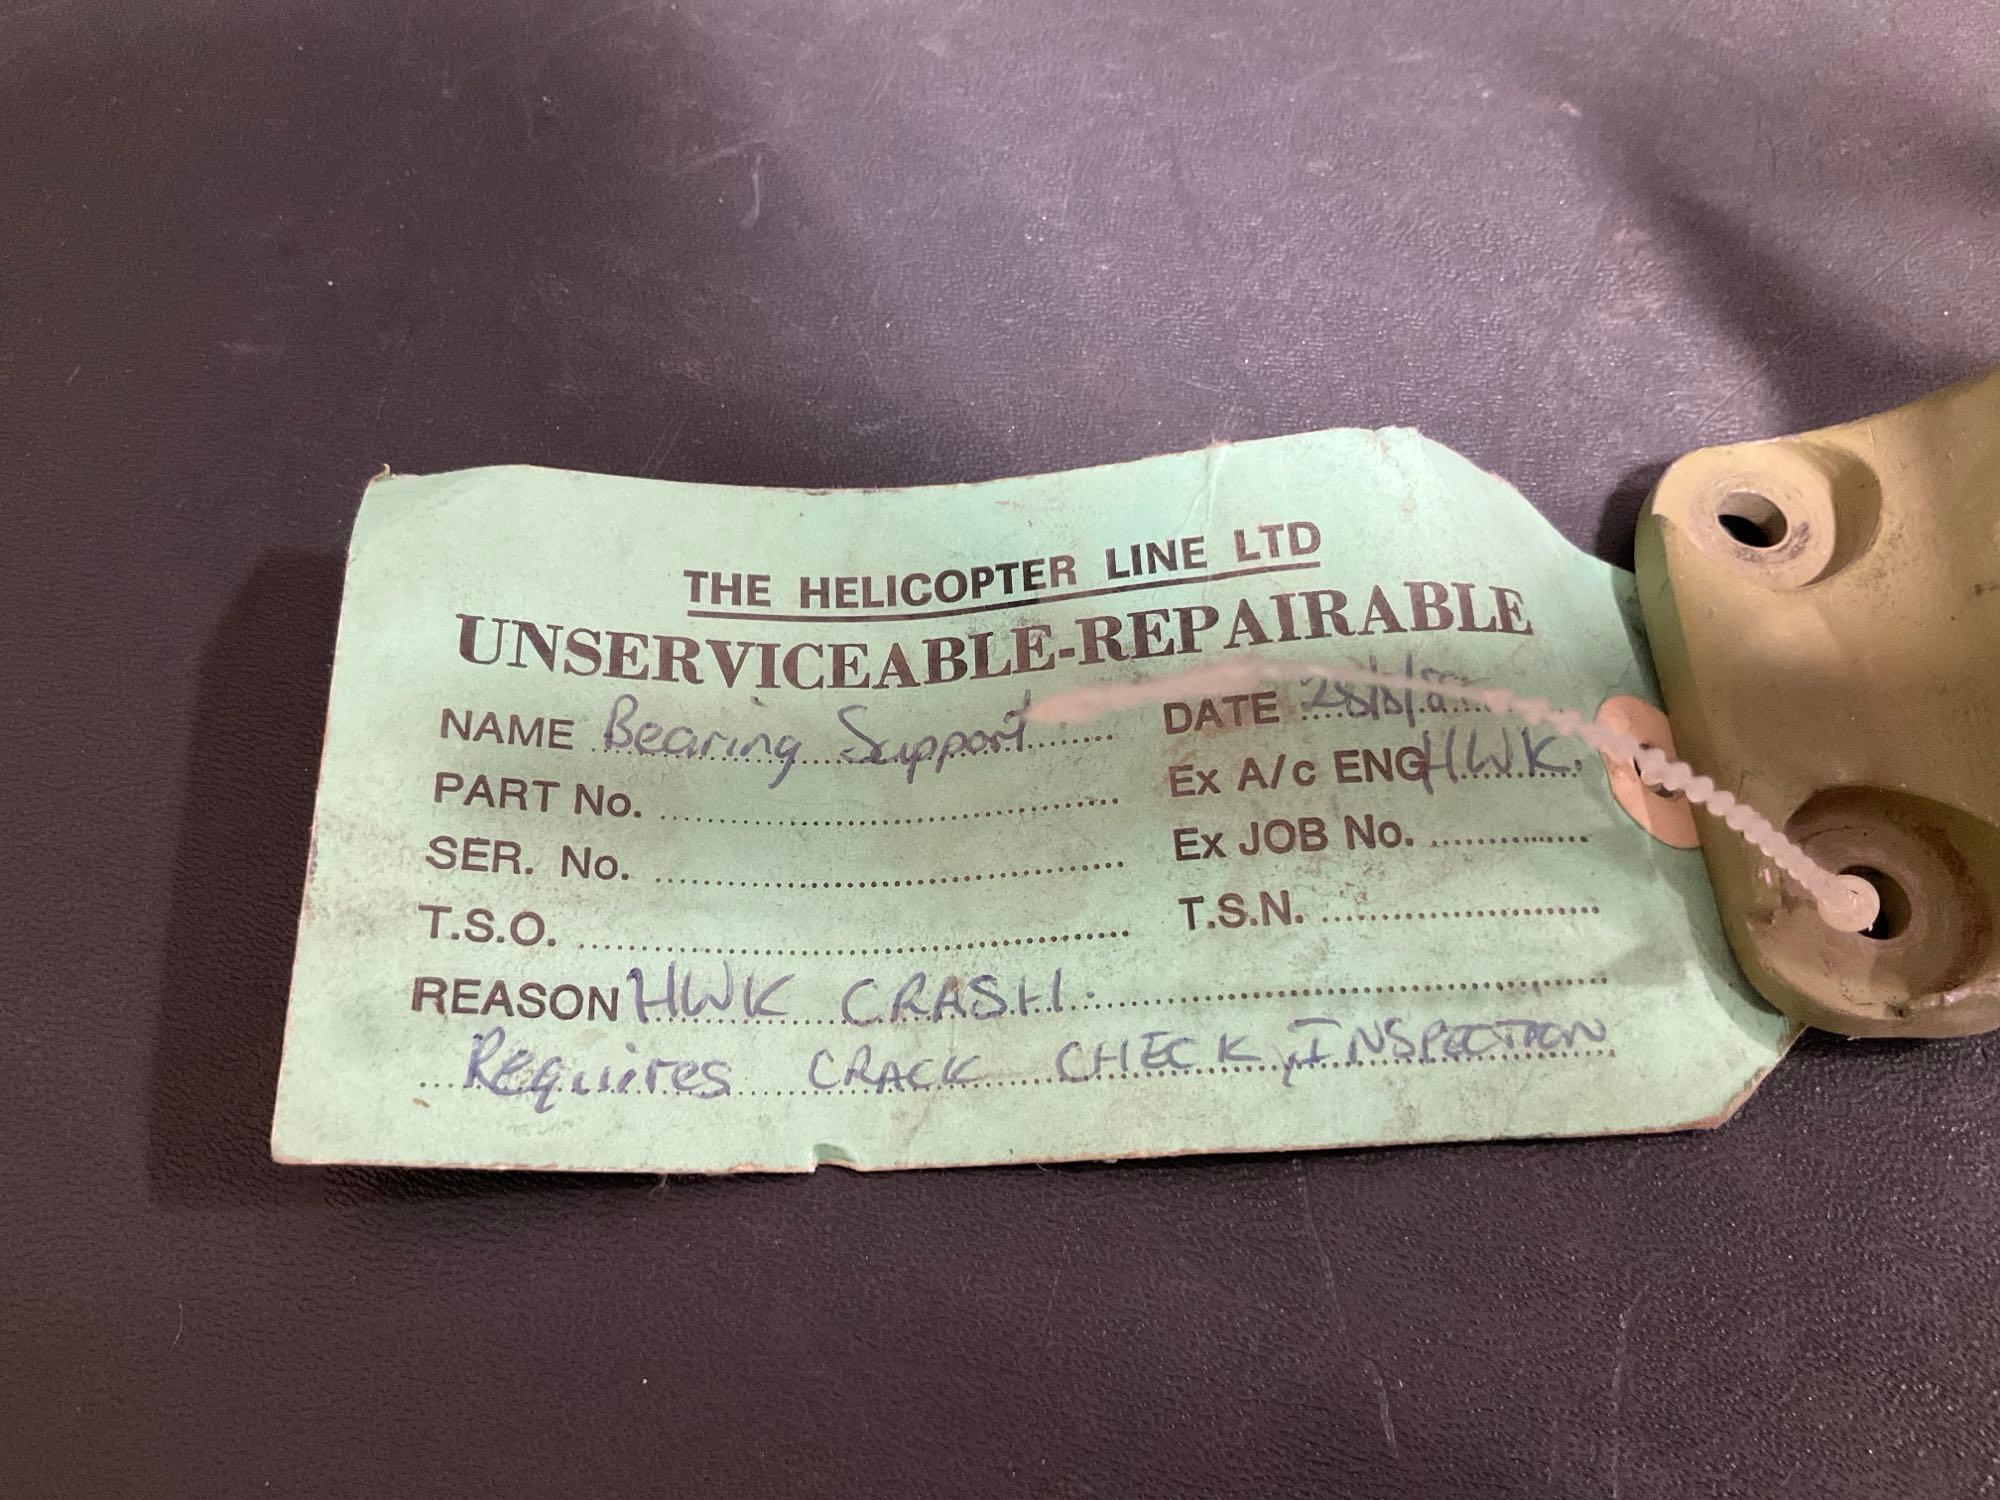 THE HELICOPTER LINE LTD
UNSERVICEABLE-REPAIRABLE
NAME Bearing Support
DATE
PART No.
Ex A/c ENG HWK.
SER. No.
Ex JOB No.
T.S.O.
T.S.N.
REASON HWK CRASH.
Requires CRACK CHECK, INSPECTION